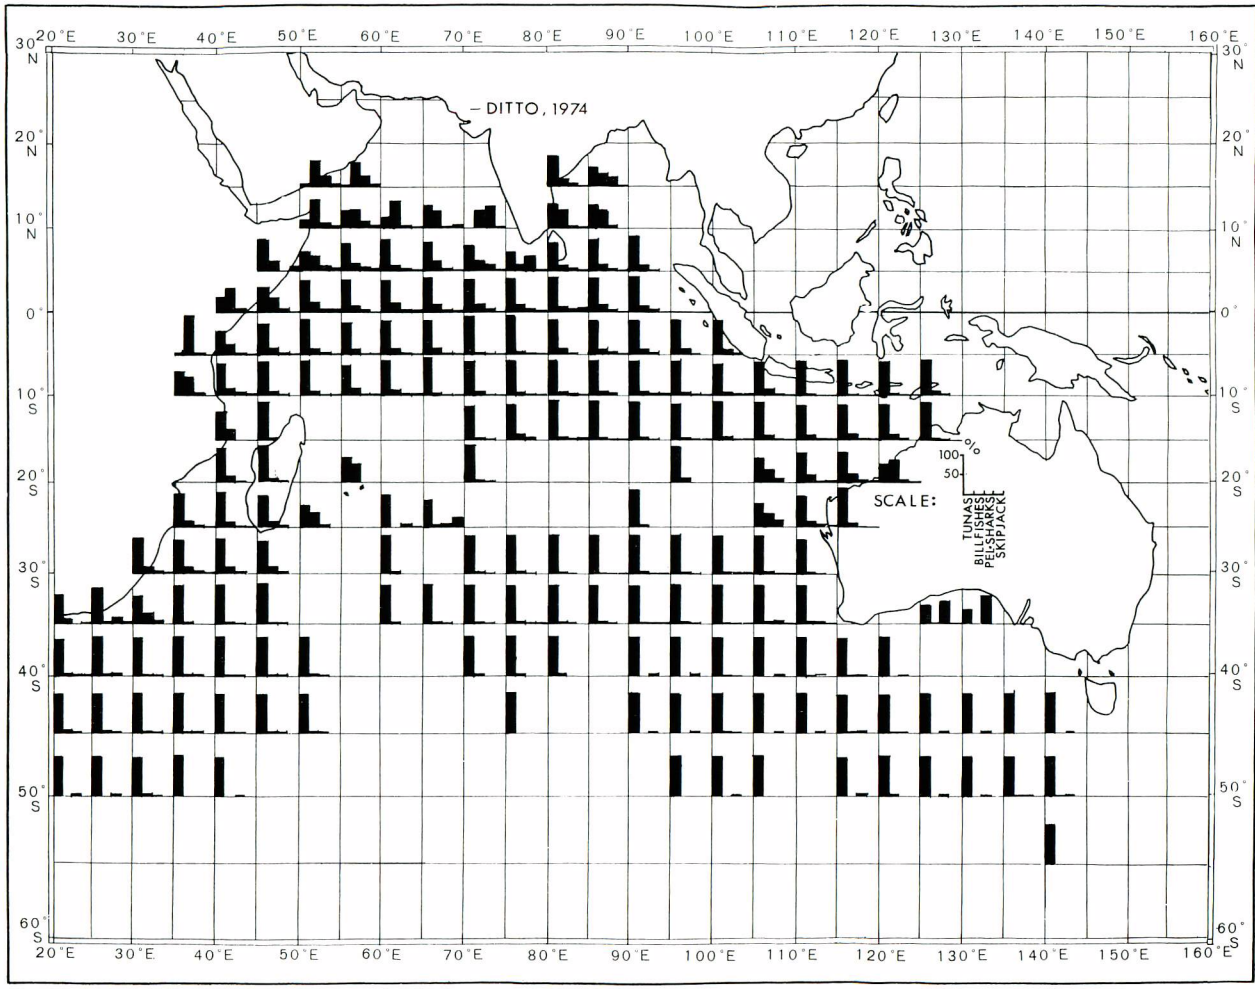 20°E 30°E 40°E 50°E 60°E 70°E 80°E 90°E 100°E 110°E 120°E 130°E 140°E 150°E 160°E
30° N
30° N
– DITTO, 1974
20° N
20° N
10° N
10° N
0°
0°
10° S
10° S
%
100
50
20° S
20° S
SCALE:
TUNAS
BILLFISHES
PEL·SHARKS
SKIPJACK
30° S
30° S
40° S
40° S
50° S
50° S
60° S
60° S
20°E 30°E 40°E 50°E 60°E 70°E 80°E 90°E 100°E 110°E 120°E 130°E 140°E 150°E 160°E